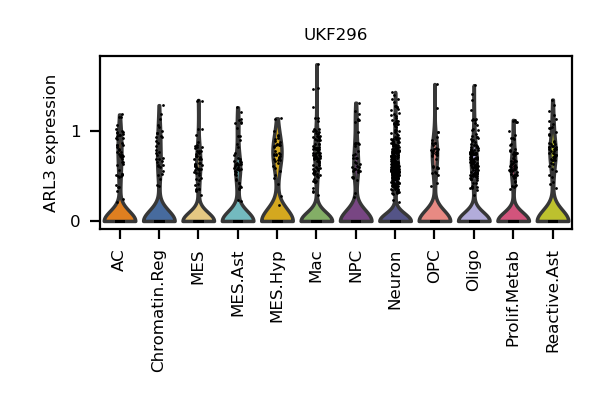 UKF296
ARL3 expression
1
0
AC
Chromatin.Reg
MES
MES.Ast
MES.Hyp
Mac
NPC
Neuron
OPC
Oligo
Prolif.Metab
Reactive.Ast